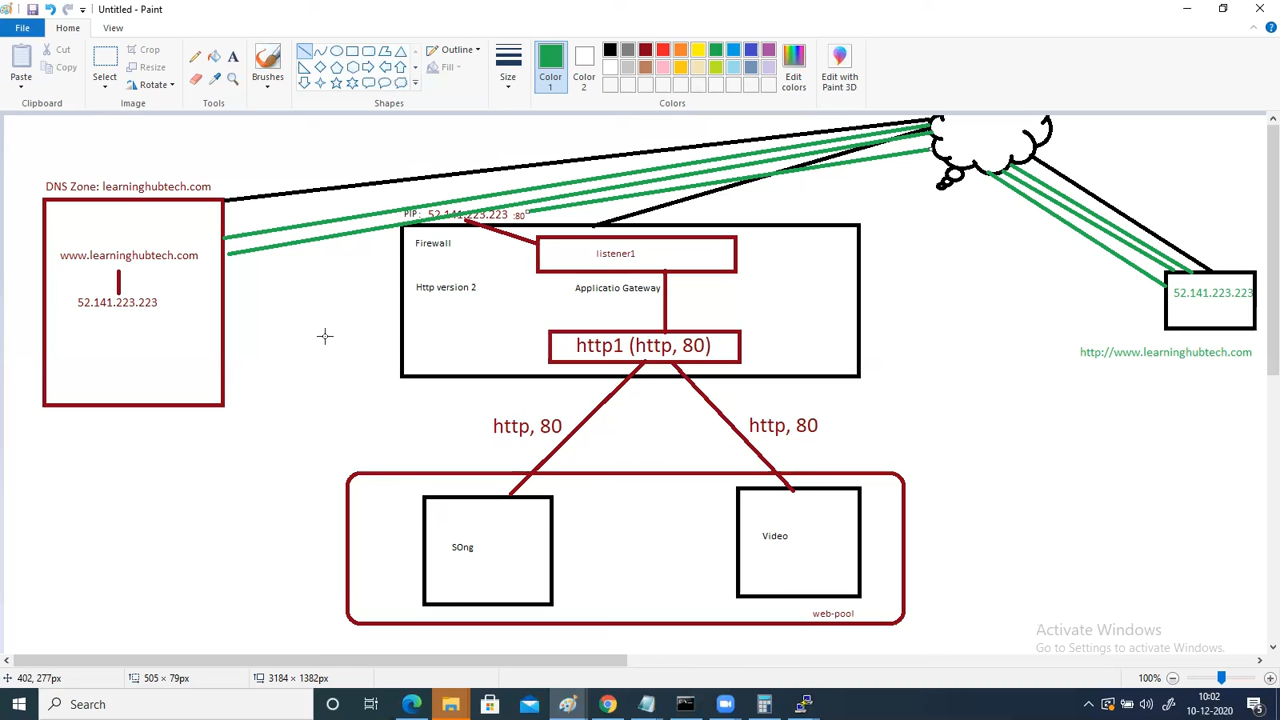 Untitled - Paint
File
Home
View
Paste
Cut
Copy
Clipboard
Select
Crop
Resize
Rotate
Image
A
Tools
Brushes
Outline
Fill
Shapes
Size
Color 1
Color 2
Edit colors
Edit with Paint 3D
Colors
DNS Zone: learninghubtech.com
www.learninghubtech.com
52.141.223.223
PIP: 52.141.223.223 :80
Firewall
listener1
Http version 2
Applicatio Gateway
http1 (http, 80)
52.141.223.223
http://www.learninghubtech.com
http, 80
http, 80
SOng
Video
web-pool
Activate Windows
Go to Settings to activate Windows.
402, 277px
505 × 79px
3184 × 1382px
100%
Search
10:02
10-12-2020
5